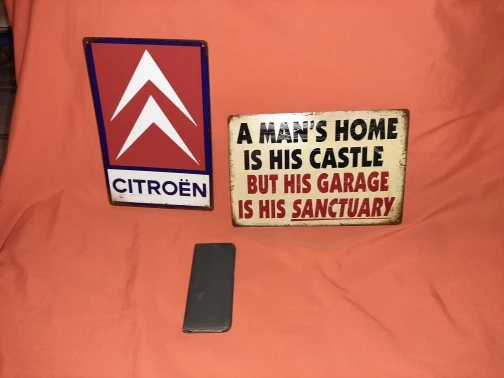 CITROËN
A MAN'S HOME
IS HIS CASTLE
BUT HIS GARAGE
IS HIS SANCTUARY